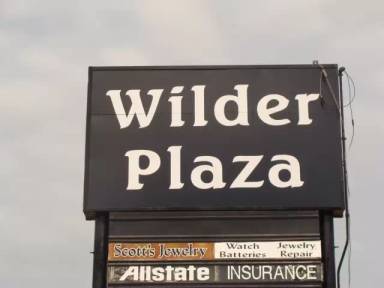 Wilder
Plaza
Scott's Jewelry Watch Batteries Jewelry Repair
Allstate INSURANCE